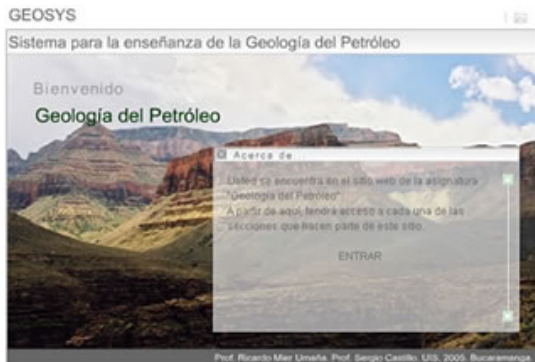 GEOSYS
Sistema para la enseñanza de la Geología del Petróleo
Bienvenido
Geología del Petróleo
Acerca de...
Usted se encuentra en el sitio web de la asignatura
"Geología del Petróleo".
A partir de aquí, tendrá acceso a cada una de las
secciones que hacen parte de este sitio.
ENTRAR
Prof. Ricardo Mier Umaña. Prof. Sergio Castillo. UIS. 2005. Bucaramanga.